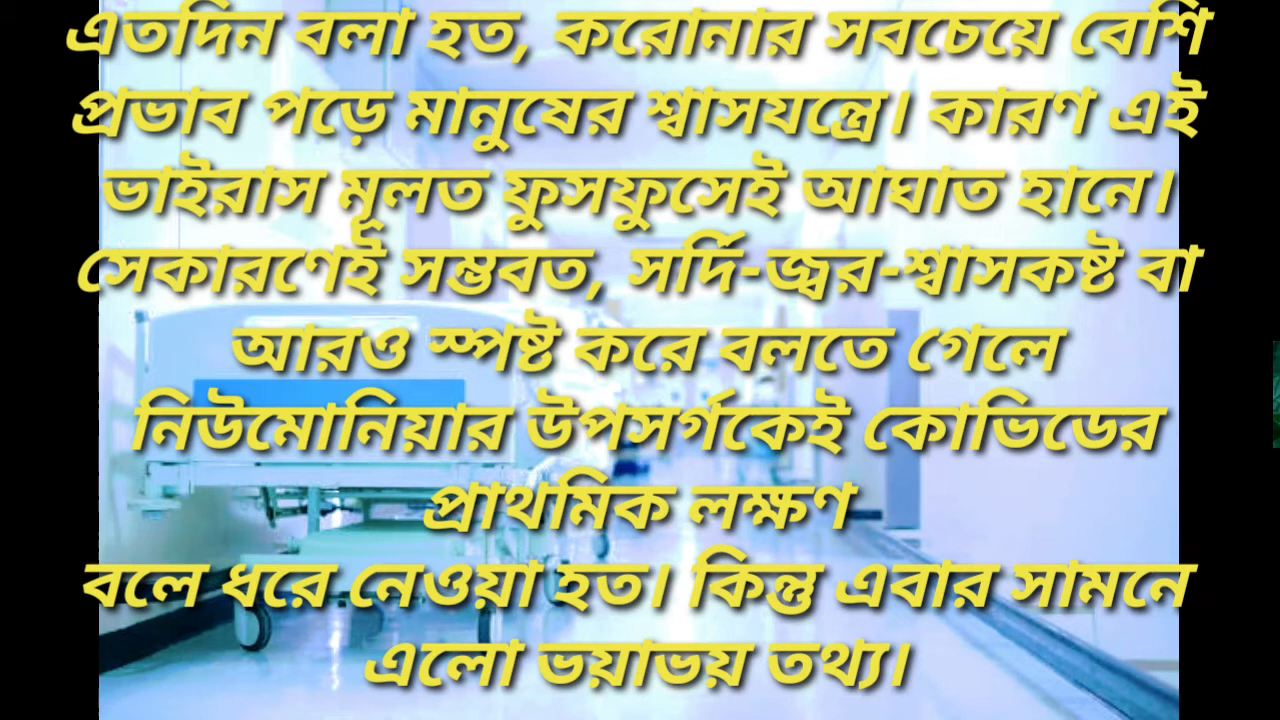 এতদিন বলা হত, করোনার সবচেয়ে বেশি
প্রভাব পড়ে মানুষের শ্বাসযন্ত্রে। কারণ এই
ভাইরাস মূলত ফুসফুসেই আঘাত হানে।
সেকারণেই সম্ভবত, সর্দি-জ্বর-শ্বাসকষ্ট বা
আরও স্পষ্ট করে বলতে গেলে
নিউমোনিয়ার উপসর্গকেই কোভিডের
প্রাথমিক লক্ষণ
বলে ধরে নেওয়া হত। কিন্তু এবার সামনে
এলো ভয়াভয় তথ্য।